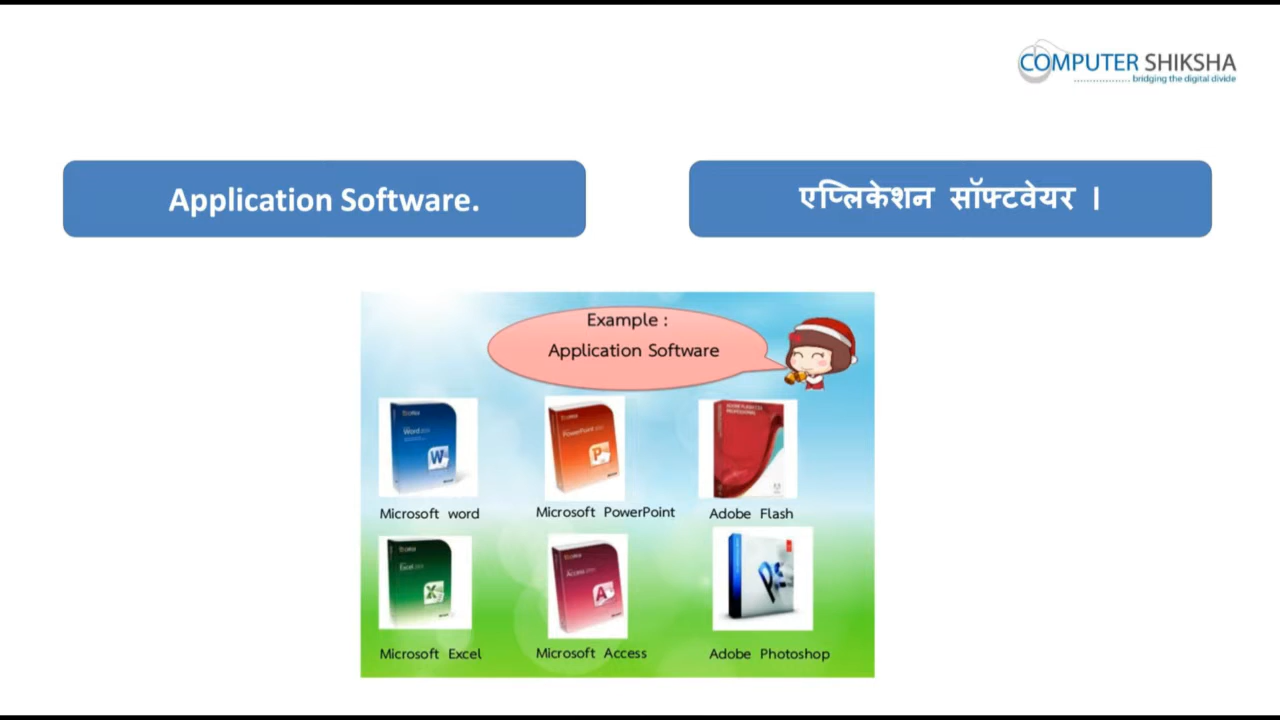 COMPUTER SHIKSHA
bridging the digital divide
Application Software.
एप्लिकेशन सॉफ्टवेयर ।
Example :
Application Software
Microsoft word
Microsoft PowerPoint
Adobe Flash
Microsoft Excel
Microsoft Access
Adobe Photoshop